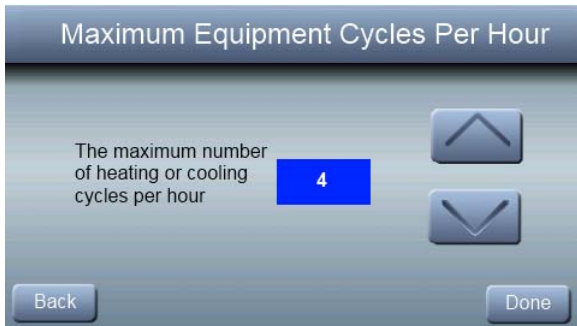 Maximum Equipment Cycles Per Hour
The maximum number
of heating or cooling
cycles per hour
4
Back
Done